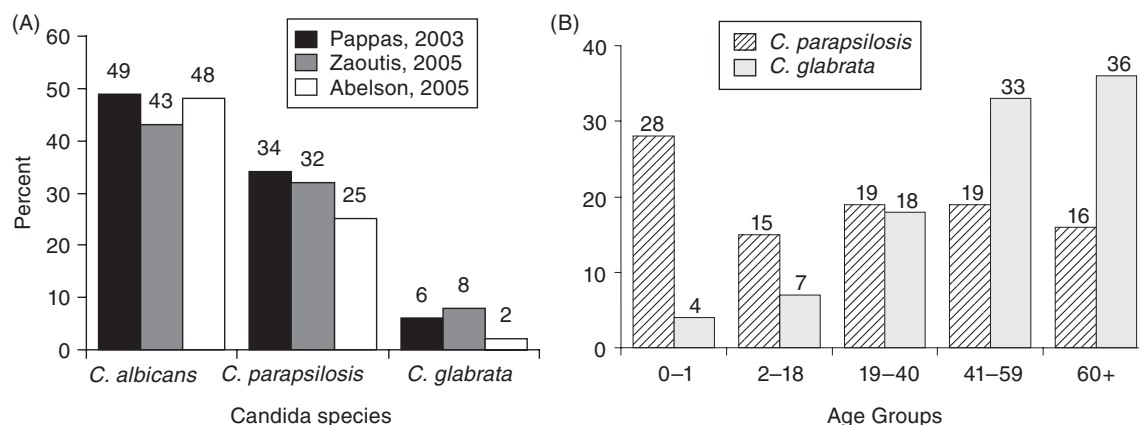 (A)
60
50
40
30
20
10
0
Percent
Pappas, 2003
Zaoutis, 2005
Abelson, 2005
49
43
48
34
32
25
6
8
2
C. albicans
C. parapsilosis
C. glabrata
Candida species
(B)
40
30
20
10
0
C. parapsilosis
C. glabrata
28
4
15
7
19
18
19
33
16
36
0–1
2–18
19–40
41–59
60+
Age Groups